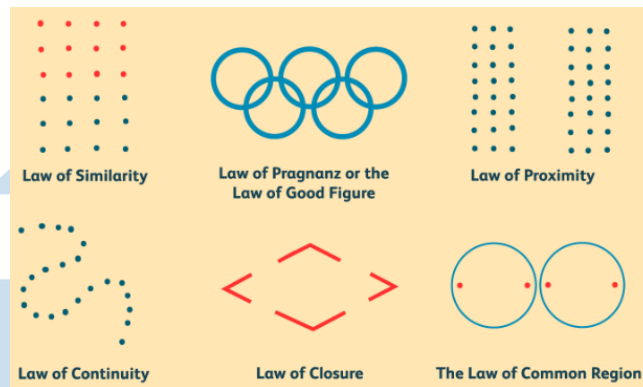 Law of Similarity
Law of Pragnanz or the
Law of Good Figure
Law of Proximity
Law of Continuity
Law of Closure
The Law of Common Region